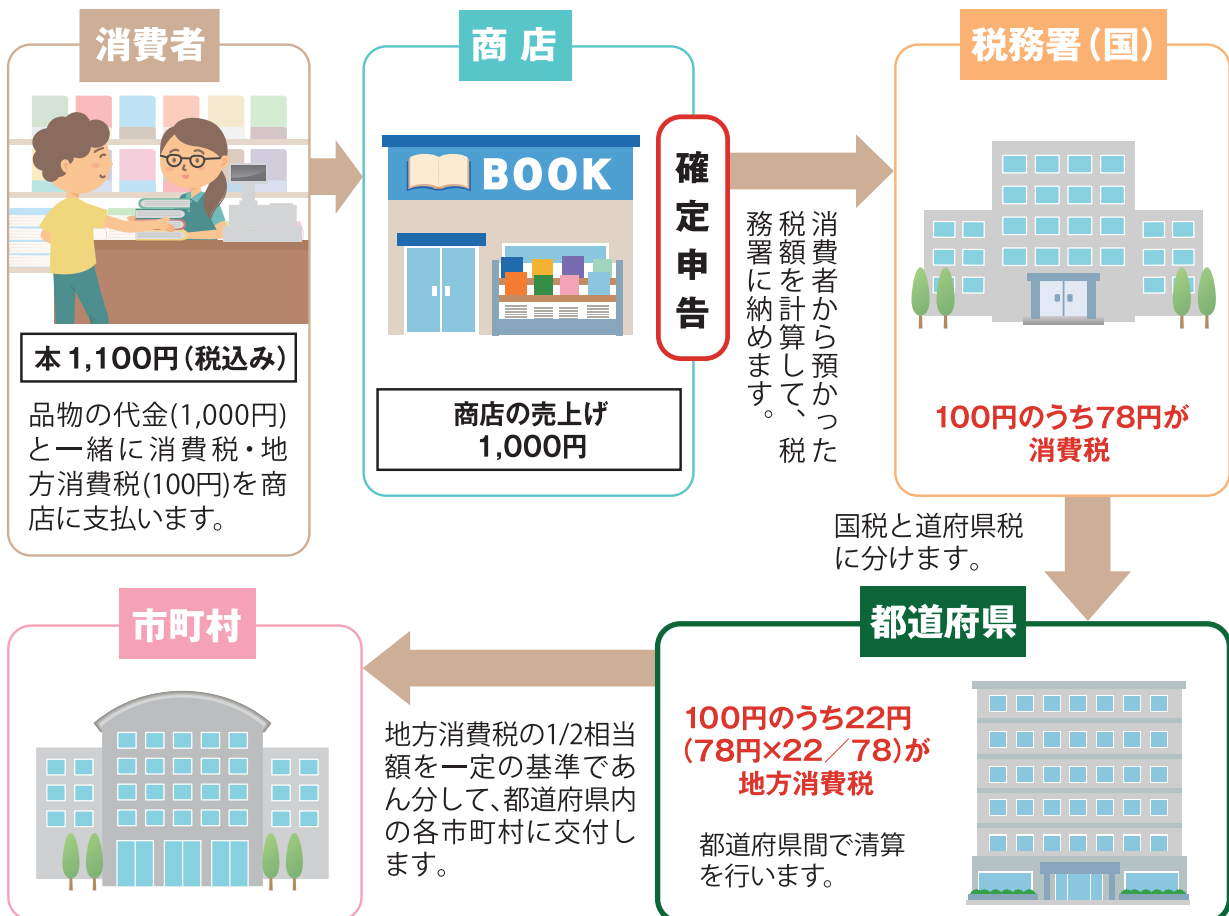 消費者
本1,100円(税込み)
品物の代金(1,000円)
と一緒に消費税・地
方消費税(100円)を商
店に支払います。
商店
BOOK
商店の売上げ
1,000円
確定申告
消費者から預かった
税額を計算して、税
務署に納めます。
税務署(国)
100円のうち78円が
消費税
国税と道府県税
に分けます。
都道府県
100円のうち22円
(78円×22/78)が
地方消費税
都道府県間で清算
を行います。
地方消費税の1/2相当
額を一定の基準であ
ん分して、都道府県内
の各市町村に交付し
ます。
市町村